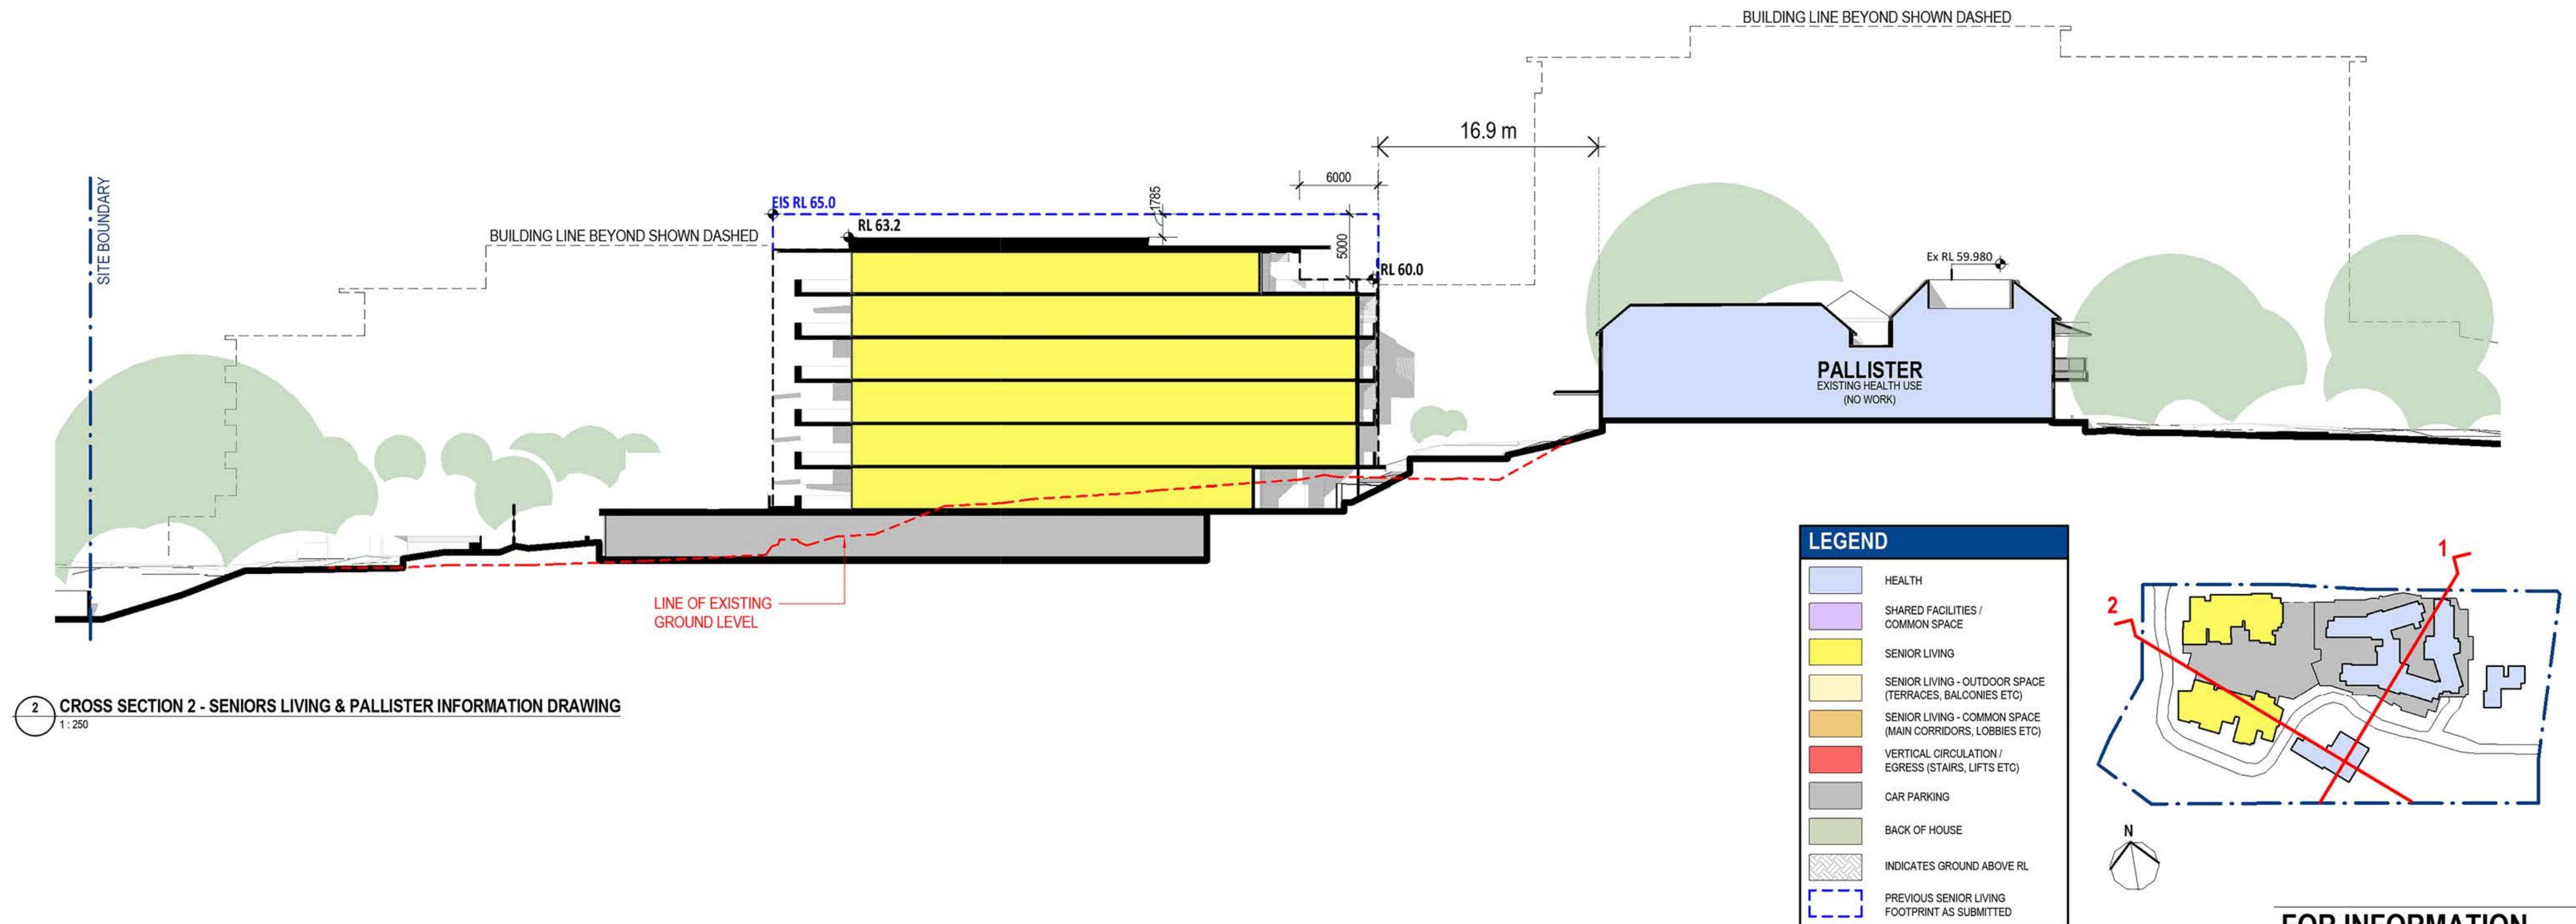 BUILDING LINE BEYOND SHOWN DASHED
16.9 m
SITE BOUNDARY
6000
1785
EIS RL 65.0
RL 63.2
BUILDING LINE BEYOND SHOWN DASHED
5000
RL 60.0
Ex RL 59.980
PALLISTER
EXISTING HEALTH USE
(NO WORK)
LINE OF EXISTING
GROUND LEVEL
2
CROSS SECTION 2 - SENIORS LIVING & PALLISTER INFORMATION DRAWING
1 : 250
LEGEND
HEALTH
SHARED FACILITIES /
COMMON SPACE
SENIOR LIVING
SENIOR LIVING - OUTDOOR SPACE
(TERRACES, BALCONIES ETC)
SENIOR LIVING - COMMON SPACE
(MAIN CORRIDORS, LOBBIES ETC)
VERTICAL CIRCULATION /
EGRESS (STAIRS, LIFTS ETC)
CAR PARKING
BACK OF HOUSE
INDICATES GROUND ABOVE RL
PREVIOUS SENIOR LIVING
FOOTPRINT AS SUBMITTED
1
2
N
FOR INFORMATION